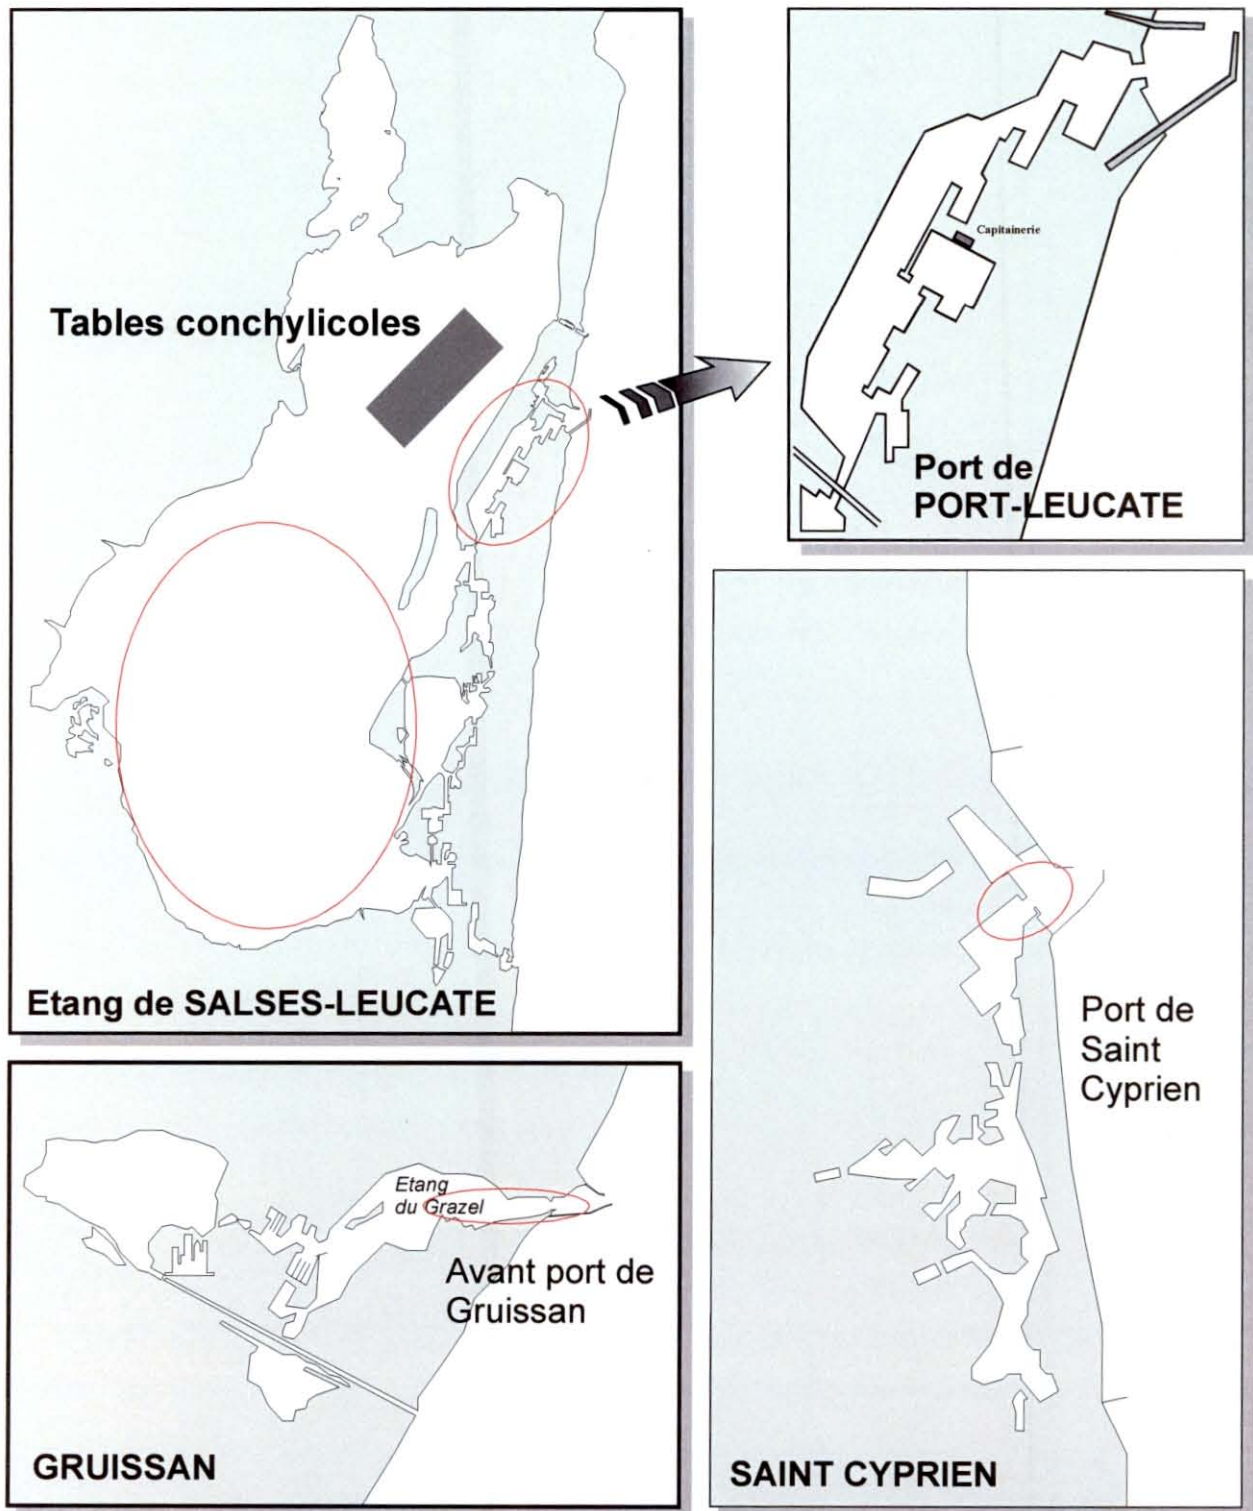 Tables conchylicoles
Etang de SALSES-LEUCATE
Capitainerie
Port de
PORT-LEUCATE
Port de
Saint
Cyprien
SAINT CYPRIEN
Etang
du Grazel
Avant port de
Gruissan
GRUISSAN